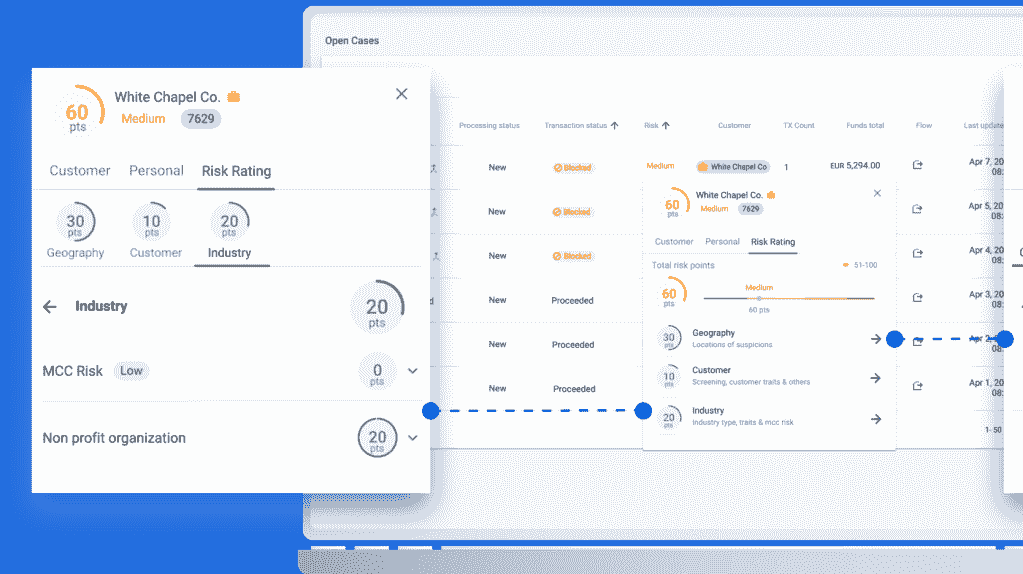 Open Cases
White Chapel Co.
60
pts
Medium 7629
Customer Personal Risk Rating
30 10 20
pts pts pts
Geography Customer Industry
Industry
20
pts
MCC Risk Low
0
pts
Non profit organization
20
pts
Processing status Transaction status Risk Customer TX Count Funds total Flow Last update
New Blocked Medium White Chapel Co 1 EUR 5,294.00 Apr 7, 20
08:
New Blocked Apr 5, 20
08:
New Blocked Apr 4, 20
08:
New Proceeded Apr 3, 20
08:
New Proceeded Apr 2, 20
08:
New Proceeded Apr 1, 20
08:
1- 50
White Chapel Co.
60
pts
Medium 7629
Customer Personal Risk Rating
Total risk points 51-100
60
pts
Medium
60 pts
30
pts
Geography
Locations of suspicions
10
pts
Customer
Screening, customer traits & others
20
pts
Industry
Industry type, traits & mcc risk